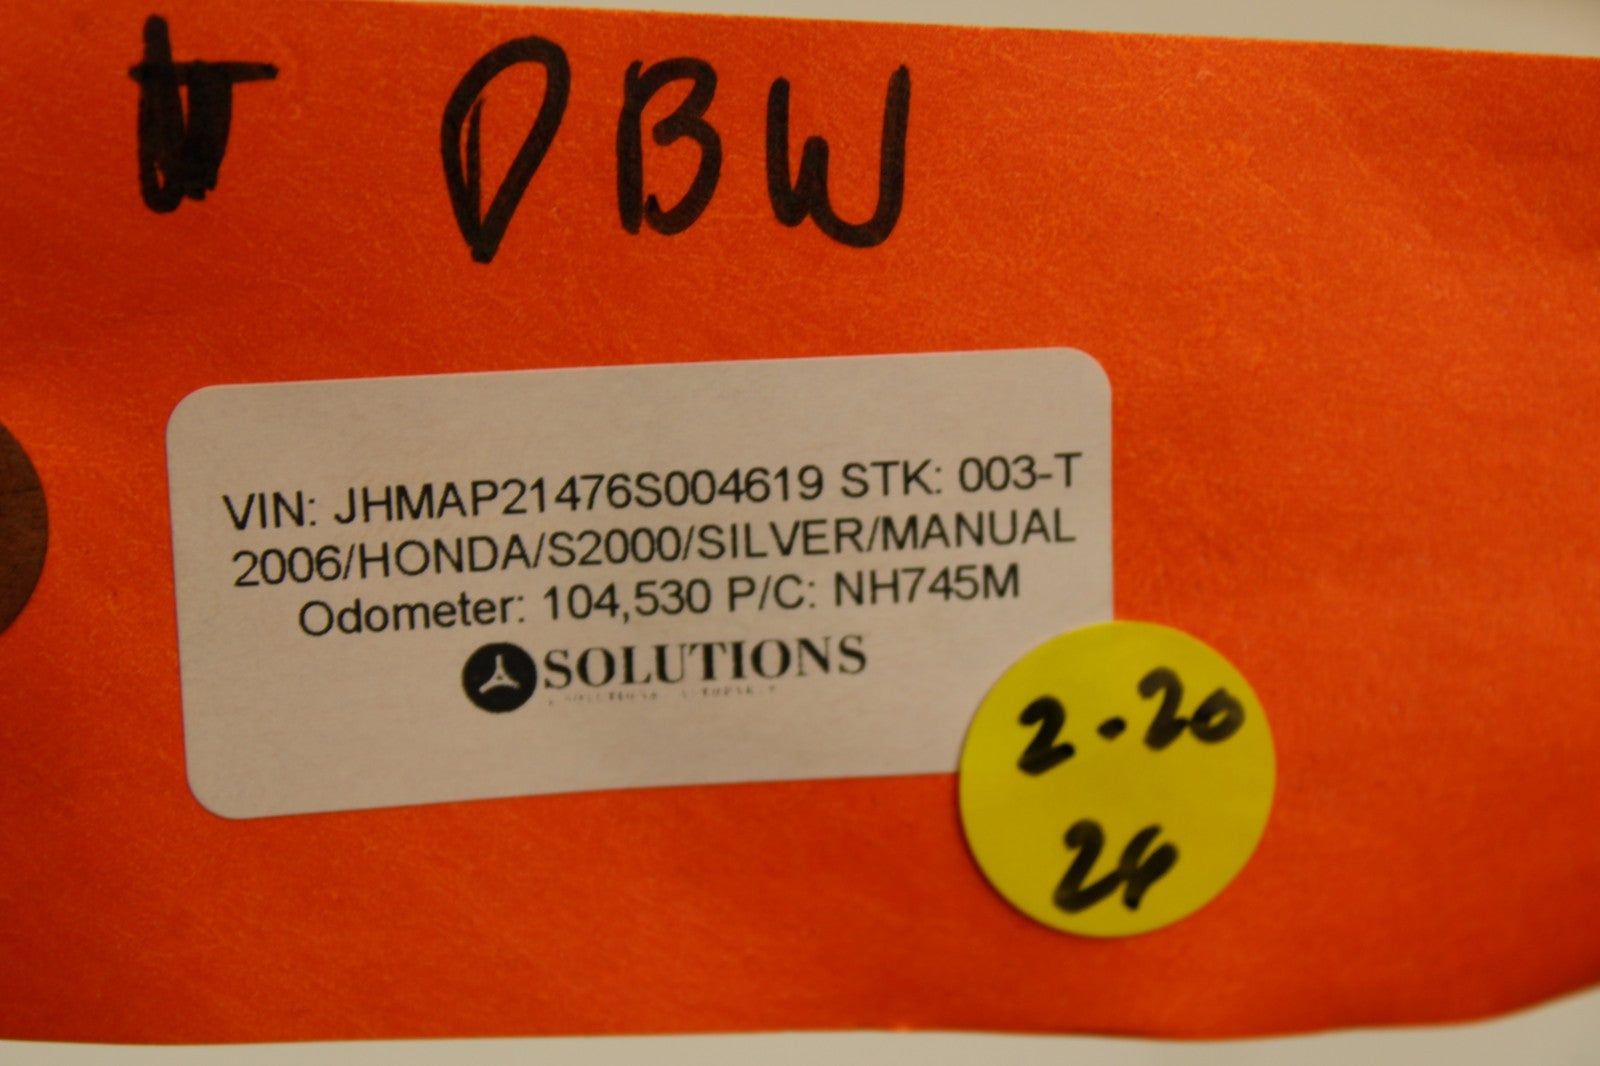 DBW
VIN: JHMAP21476S004619 STK: 003-T
2006/HONDA/S2000/SILVER/MANUAL
Odometer: 104,530 P/C: NH745M
SOLUTIONS
2-20
24